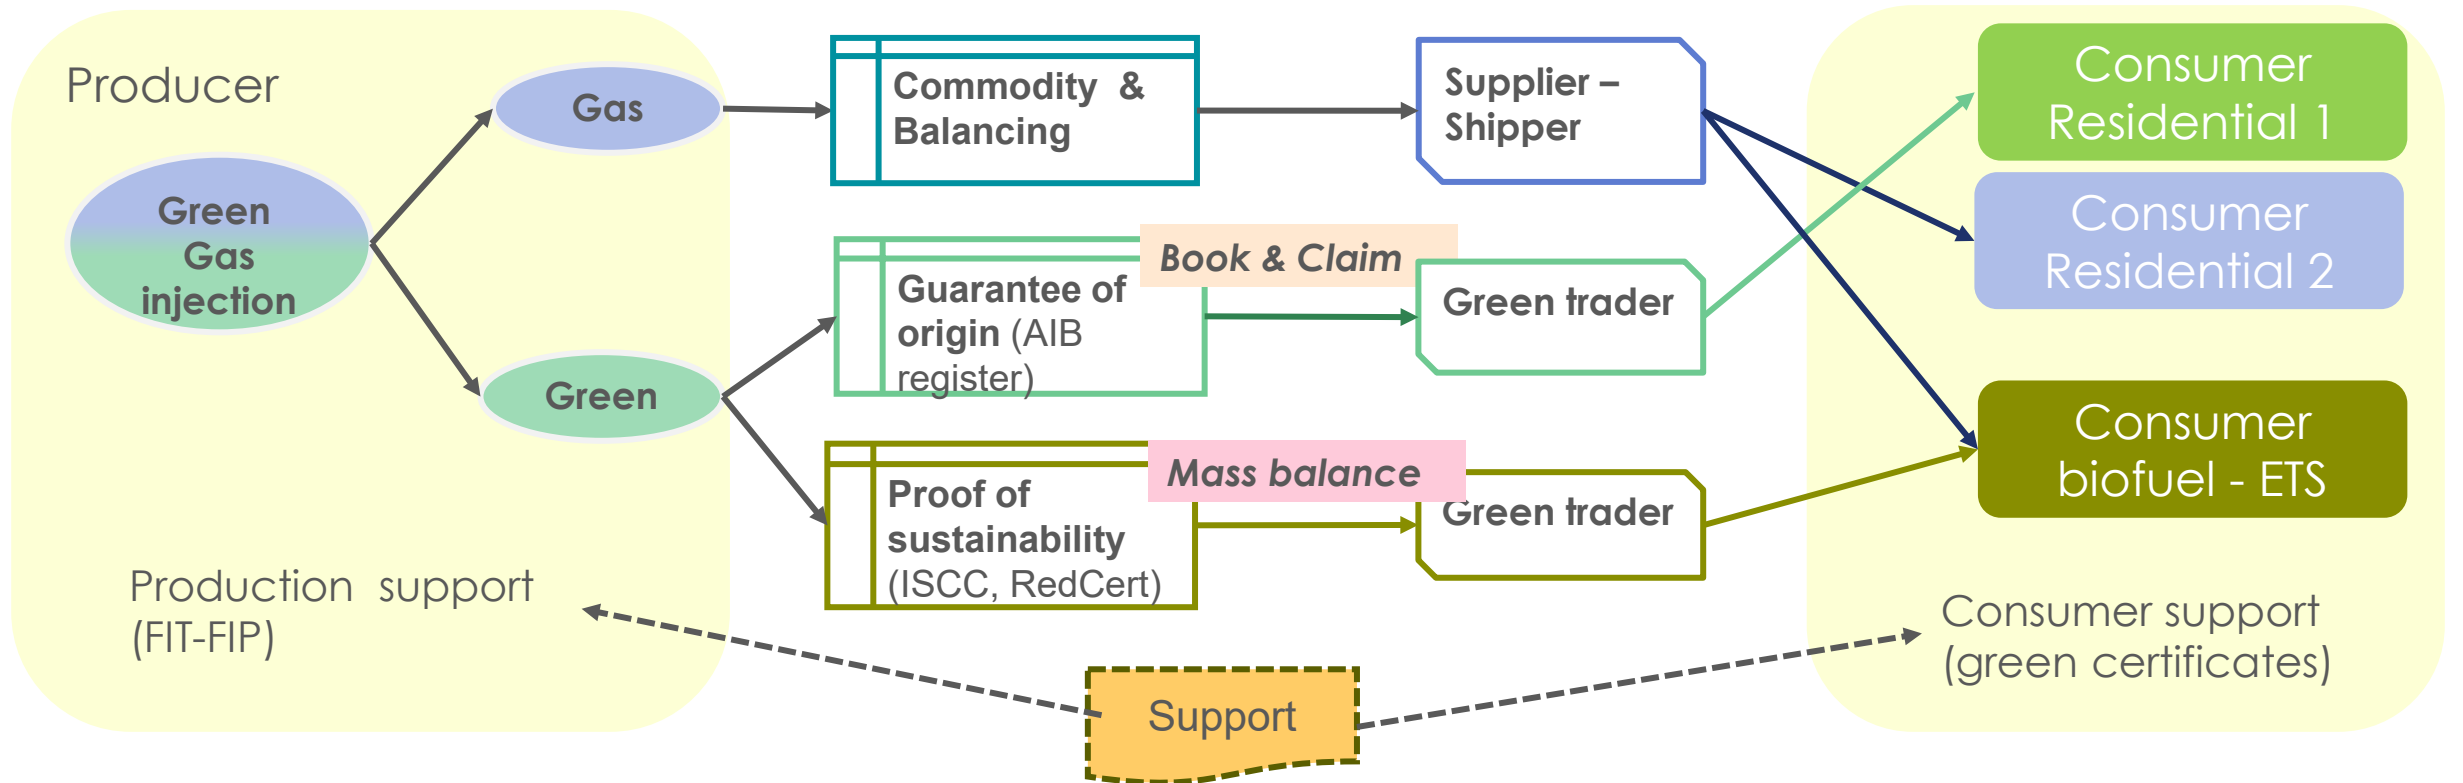 Producer
Green
Gas
injection
Gas
Green
Production support
(FIT-FIP)
Commodity &
Balancing
Supplier –
Shipper
Book & Claim
Guarantee of
origin (AIB
register)
Green trader
Mass balance
Proof of
sustainability
(ISCC, RedCert)
Green trader
Support
Consumer
Residential 1
Consumer
Residential 2
Consumer
biofuel - ETS
Consumer support
(green certificates)